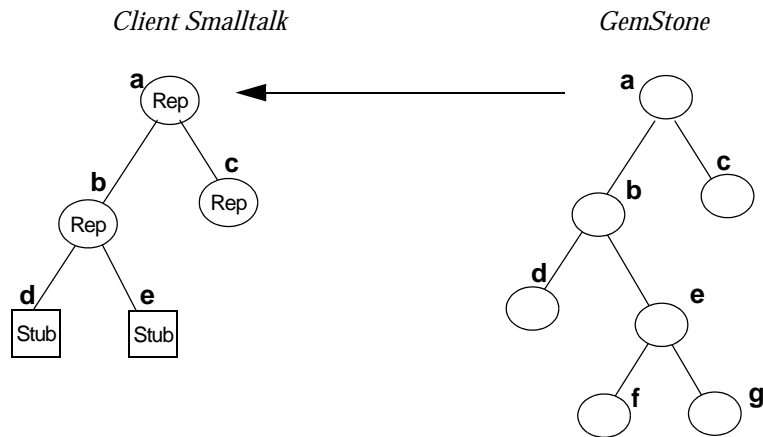 Client Smalltalk GemStone
a Rep a
c c
b b
Rep Rep
d e d e
Stub Stub
f g